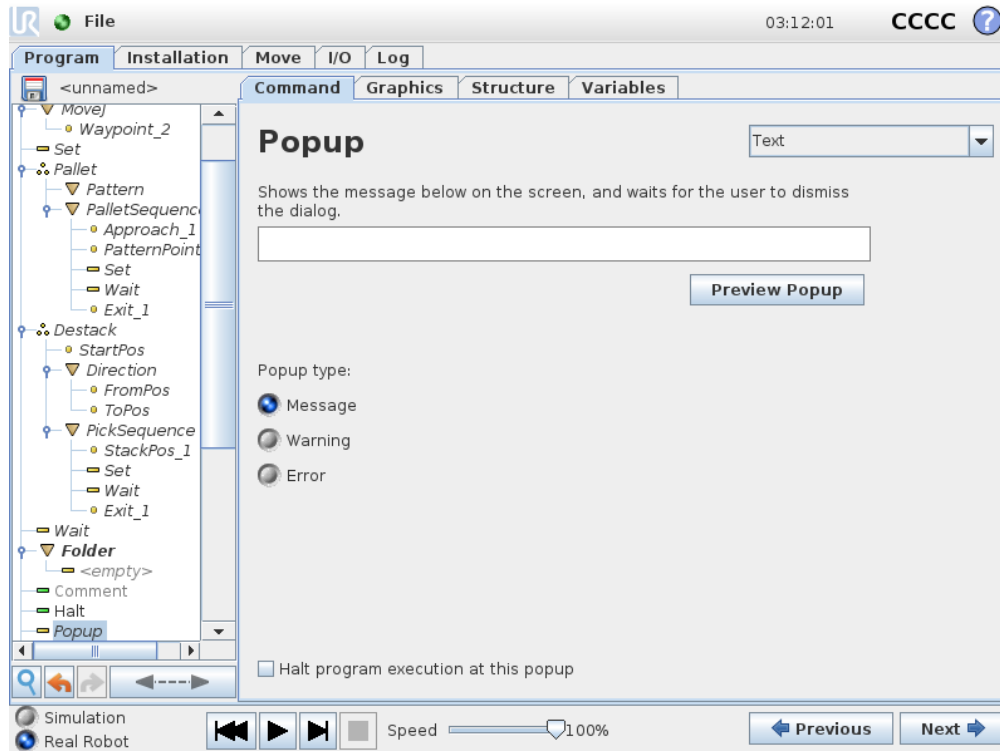 UR File 03:12:01 CCCC ?
Program Installation Move I/O Log
<unnamed> Command Graphics Structure Variables
MoveJ
Waypoint_2
Set
Pallet
Pattern
PalletSequenc
Approach_1
PatternPoint
Set
Wait
Exit_1
Destack
StartPos
Direction
FromPos
ToPos
PickSequence
StackPos_1
Set
Wait
Exit_1
Wait
Folder
<empty>
Comment
Halt
Popup
Popup
Text
Shows the message below on the screen, and waits for the user to dismiss
the dialog.
Preview Popup
Popup type:
Message
Warning
Error
Halt program execution at this popup
Simulation
Real Robot
Speed 100%
Previous Next